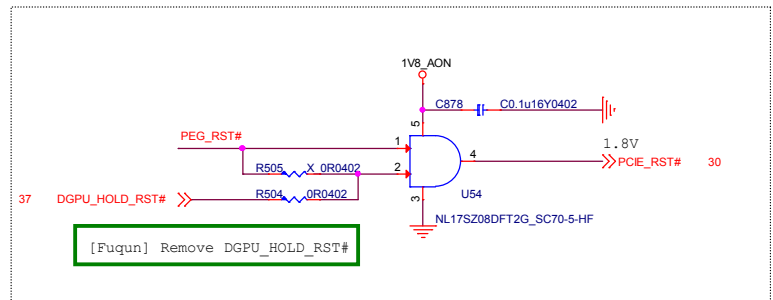 1V8_AON
C878 C0.1u16Y0402
5
PEG_RST#
1
1.8V
4
PCIE_RST# 30
R505 X_0R0402
2
U54
37 DGPU_HOLD_RST#
R504 0R0402
3
NL17SZ08DFT2G_SC70-5-HF
[Fuqun] Remove DGPU_HOLD_RST#